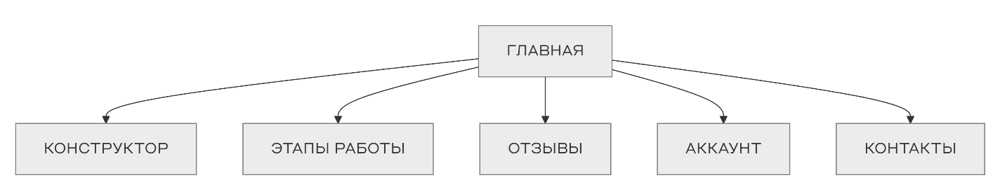 ГЛАВНАЯ
КОНСТРУКТОР
ЭТАПЫ РАБОТЫ
ОТЗЫВЫ
АККАУНТ
КОНТАКТЫ